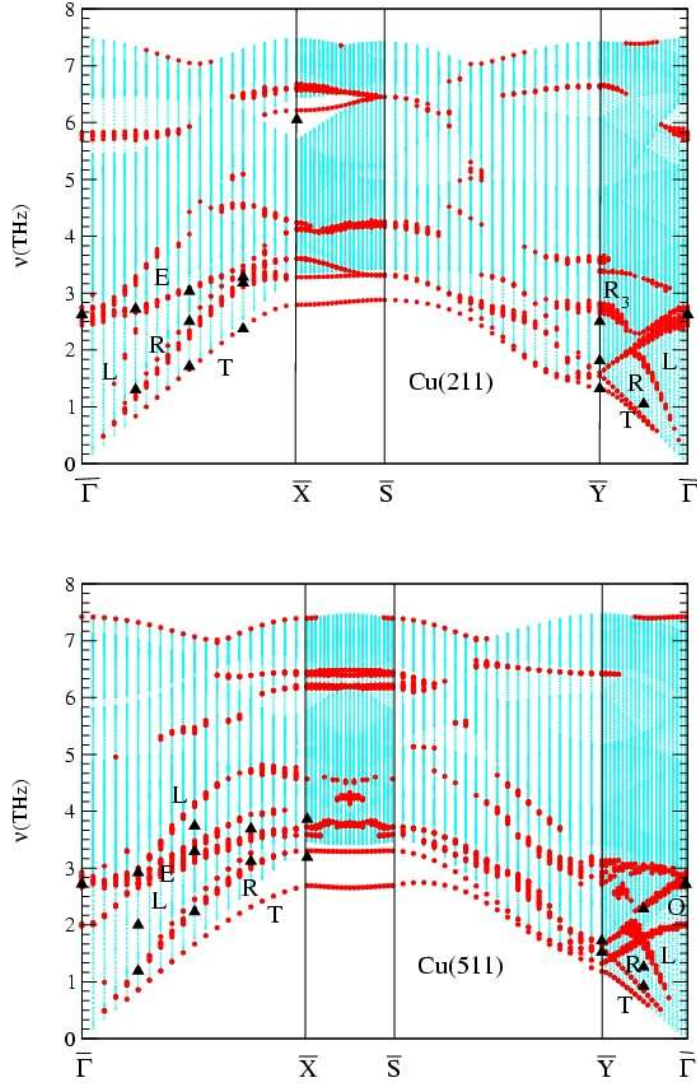 8
7
6
5
4
3
2
1
0
ν(THz)
E
L
R
T
Cu(211)
R3
R
L
T
Γ̅ X̅ S̅ Y̅ Γ̅
8
7
6
5
4
3
2
1
0
ν(THz)
L
E
L
R
T
Cu(511)
O
L
R
T
Γ̅ X̅ S̅ Y̅ Γ̅